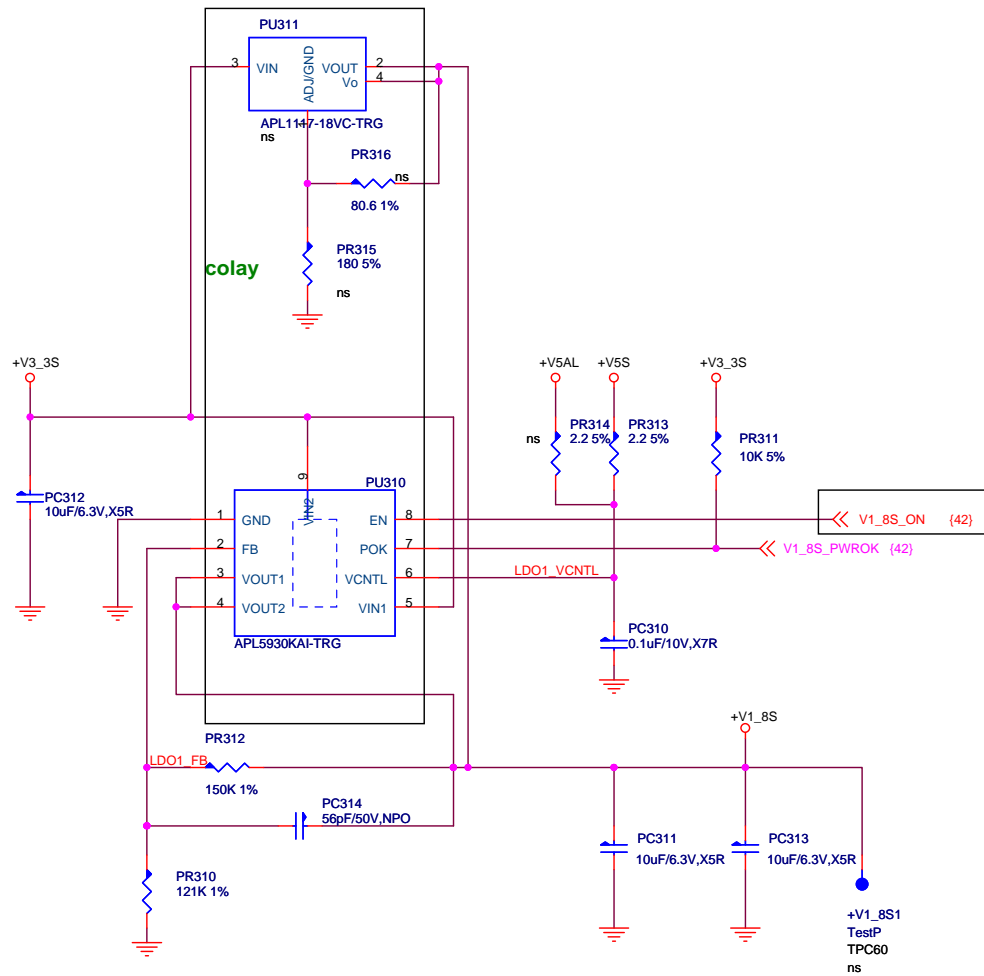 PU311
3
VIN
ADJ/GND
VOUT
2
Vo
4
1
APL1117-18VC-TRG
ns
PR316
ns
80.6 1%
PR315
180 5%
ns
colay
+V3_3S
+V5AL
+V5S
+V3_3S
ns
PR314
2.2 5%
PR313
2.2 5%
PR311
10K 5%
PC312
10uF/6.3V,X5R
9
VIN2
PU310
1
GND
EN
8
V1_8S_ON
{42}
2
FB
POK
7
V1_8S_PWROK {42}
3
VOUT1
VCNTL
6
LDO1_VCNTL
4
VOUT2
VIN1
5
APL5930KAI-TRG
PC310
0.1uF/10V,X7R
+V1_8S
PR312
LDO1_FB
150K 1%
PC314
56pF/50V,NPO
PC311
10uF/6.3V,X5R
PC313
10uF/6.3V,X5R
PR310
121K 1%
+V1_8S1
TestP
TPC60
ns